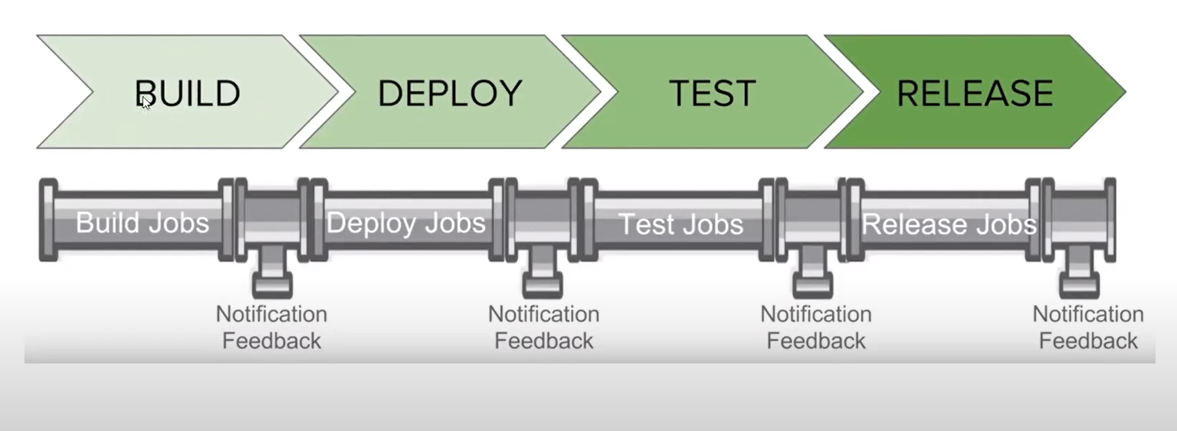 BUILD
DEPLOY
TEST
RELEASE
Build Jobs
Deploy Jobs
Test Jobs
Release Jobs
Notification
Feedback
Notification
Feedback
Notification
Feedback
Notification
Feedback